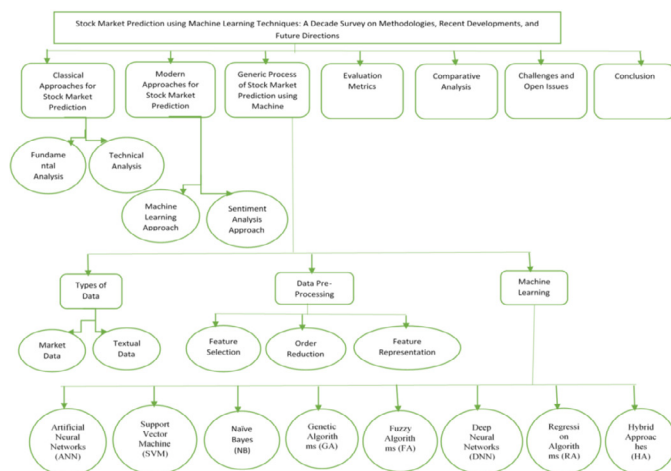 Stock Market Prediction using Machine Learning Techniques: A Decade Survey on Methodologies, Recent Developments, and
Future Directions
Classical
Approaches for
Stock Market
Prediction
Modern
Approaches for
Stock Market
Prediction
Generic Process
of Stock Market
Prediction using
Machine
Evaluation
Metrics
Comparative
Analysis
Challenges and
Open Issues
Conclusion
Fundame
ntal
Analysis
Technical
Analysis
Machine
Learning
Approach
Sentiment
Analysis
Approach
Types of
Data
Data Pre-
Processing
Machine
Learning
Market
Data
Textual
Data
Feature
Selection
Order
Reduction
Feature
Representation
Artificial
Neural
Networks
(ANN)
Support
Vector
Machine
(SVM)
Naïve
Bayes
(NB)
Genetic
Algorith
ms (GA)
Fuzzy
Algorith
ms (FA)
Deep
Neural
Networks
(DNN)
Regressi
on
Algorith
ms (RA)
Hybrid
Approac
hes
(HA)